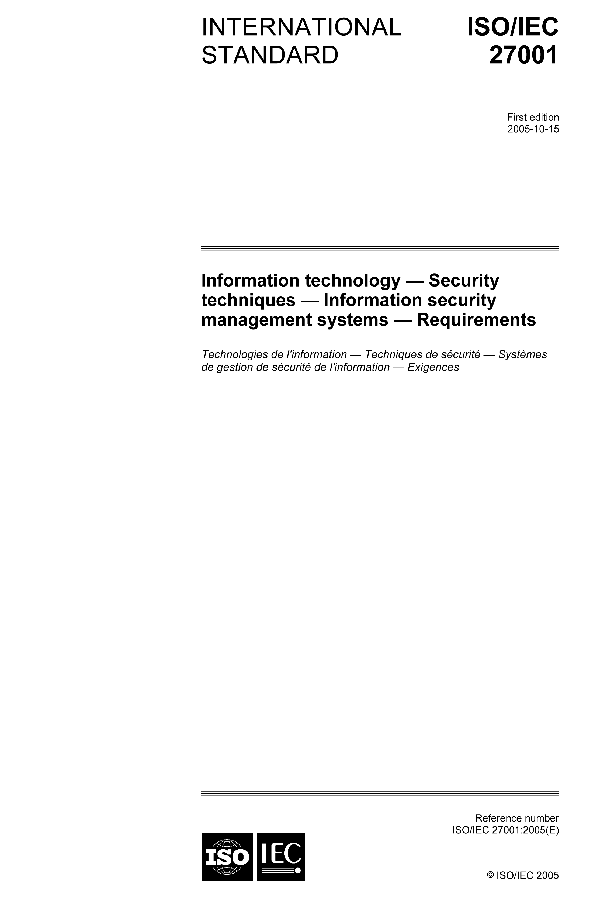 INTERNATIONAL
STANDARD
ISO/IEC
27001
First edition
2005-10-15
Information technology — Security
techniques — Information security
management systems — Requirements
Technologies de l'information — Techniques de sécurité — Systèmes
de gestion de sécurité de l'information — Exigences
Reference number
ISO/IEC 27001:2005(E)
ISO IEC
© ISO/IEC 2005